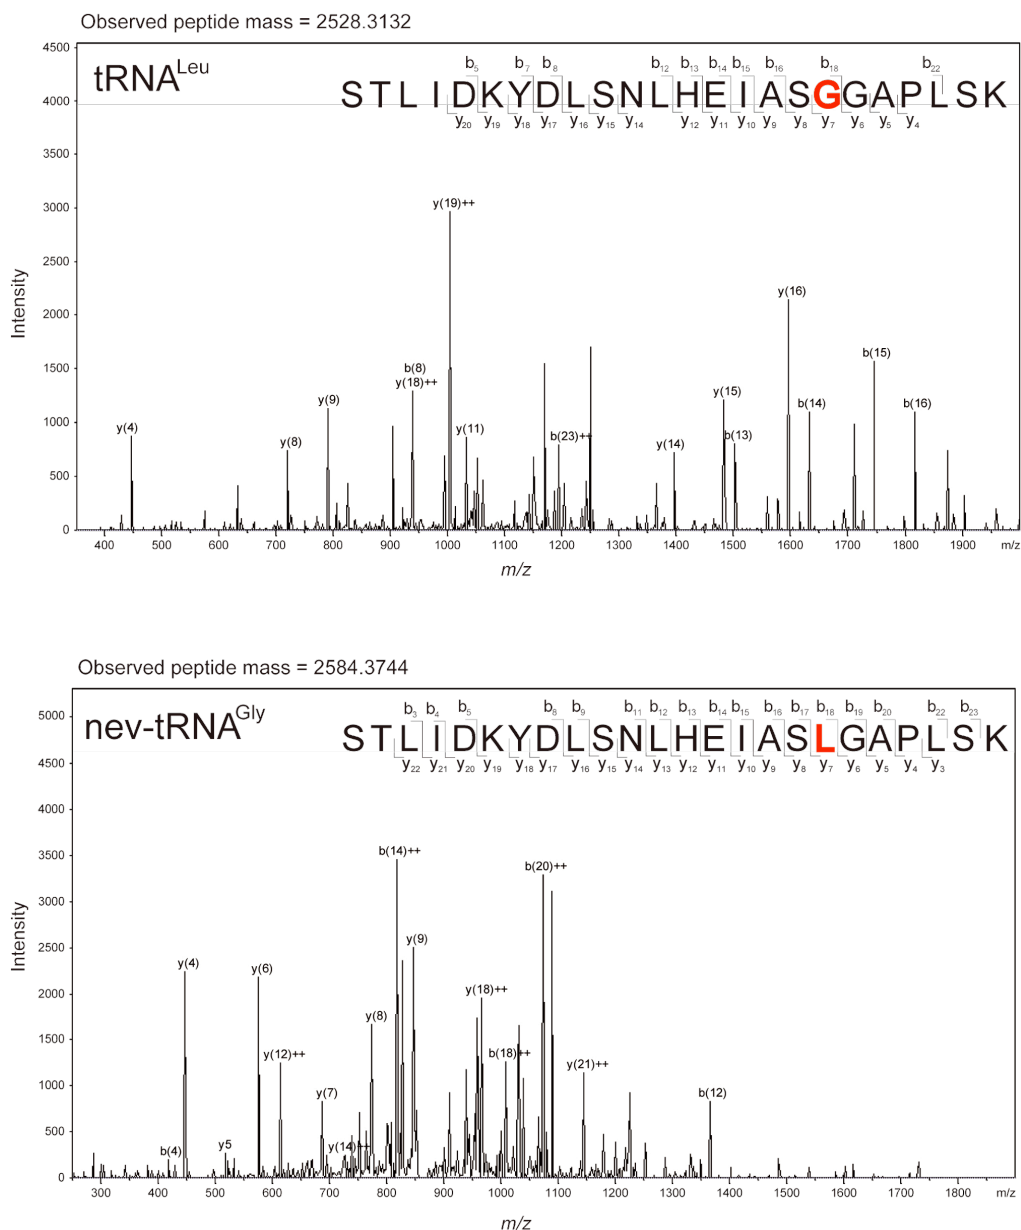 Observed peptide mass = 2528.3132
tRNA^Leu
b5 b7 b8 b12 b13 b14 b15 b16 b18 b22
STLIDKYDLSNLHEIASGGAPLSK
y20 y19 y18 y17 y16 y15 y14 y12 y11 y10 y9 y8 y7 y6 y5 y4
4500
4000
3500
3000
2500
2000
1500
1000
500
0
Intensity
y(4)
y(8)
y(9)
b(8)
y(18)++
y(19)++
y(11)
b(23)++
y(14)
y(15)
b(13)
y(16)
b(14)
b(15)
b(16)
400 500 600 700 800 900 1000 1100 1200 1300 1400 1500 1600 1700 1800 1900 m/z
m/z
Observed peptide mass = 2584.3744
nev-tRNA^Gly
b3 b4 b5 b8 b9 b11 b12 b13 b14 b15 b16 b17 b18 b19 b20 b22 b23
STLIDKYDLSNLHEIASLGAPLSK
y22 y21 y20 y19 y18 y17 y16 y15 y14 y13 y12 y11 y10 y9 y8 y7 y6 y5 y4 y3
5000
4500
4000
3500
3000
2500
2000
1500
1000
500
0
Intensity
b(4)
y(4)
y5
y(6)
y(12)++
y(7)
y(14)++
y(8)
b(14)++
y(9)
y(18)++
b(18)++
b(20)++
y(21)++
b(12)
300 400 500 600 700 800 900 1000 1100 1200 1300 1400 1500 1600 1700 1800 m/z
m/z